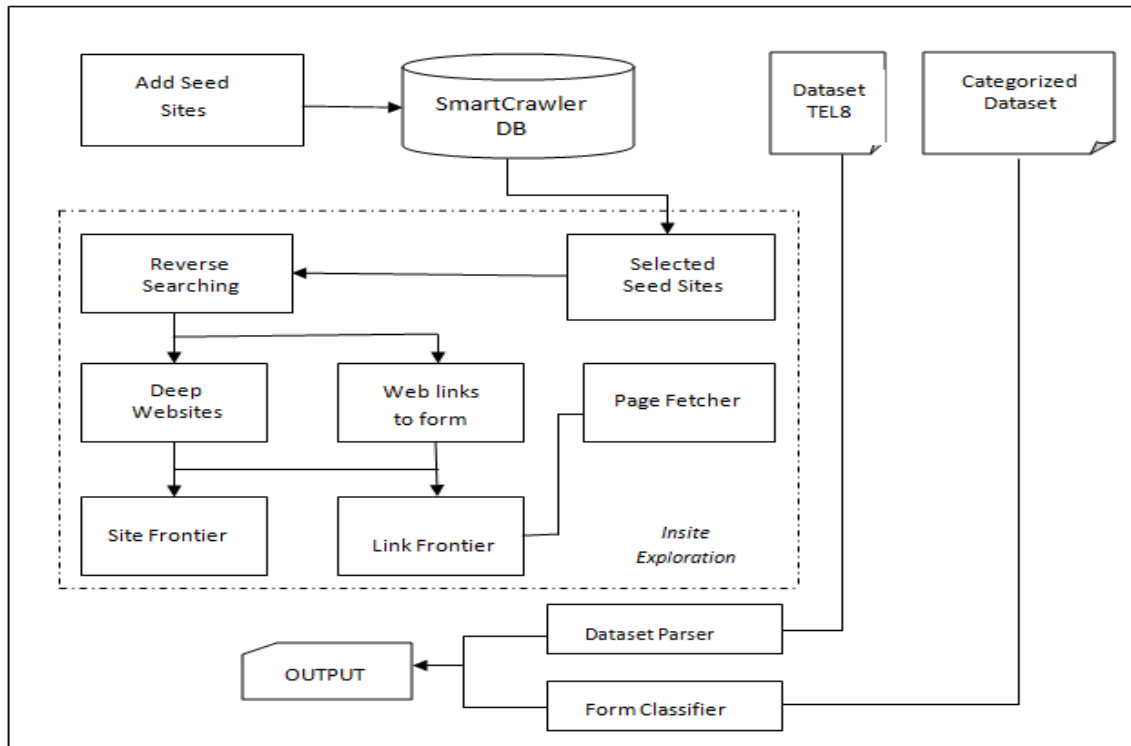 Add Seed
Sites
SmartCrawler
DB
Dataset
TEL8
Categorized
Dataset
Reverse
Searching
Selected
Seed Sites
Deep
Websites
Web links
to form
Page Fetcher
Site Frontier
Link Frontier
Insite
Exploration
Dataset Parser
OUTPUT
Form Classifier